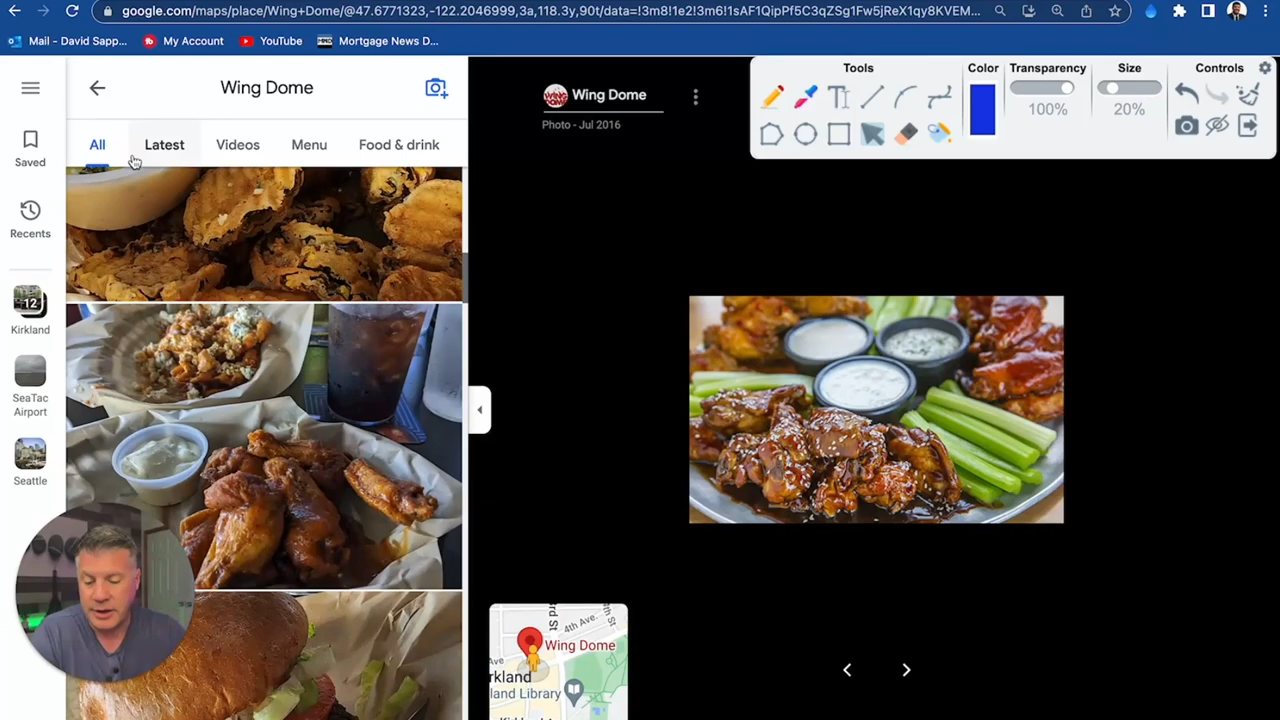 google.com/maps/place/Wing+Dome/@47.6771323,-122.2046999,3a,118.3y,90t/data=!3m8!1e2!3m6!1sAF1QipPf5C3qZSg1Fw5jReX1qy8KVEM...
Mail - David Sapp...
My Account
YouTube
Mortgage News D...
Wing Dome
All
Latest
Videos
Menu
Food & drink
Saved
Recents
12
Kirkland
SeaTac
Airport
Seattle
Wing Dome
Photo - Jul 2016
Tools
Color
Transparency
Size
Controls
100%
20%
4th Ave.
Wing Dome
Ave
rkland
land Library